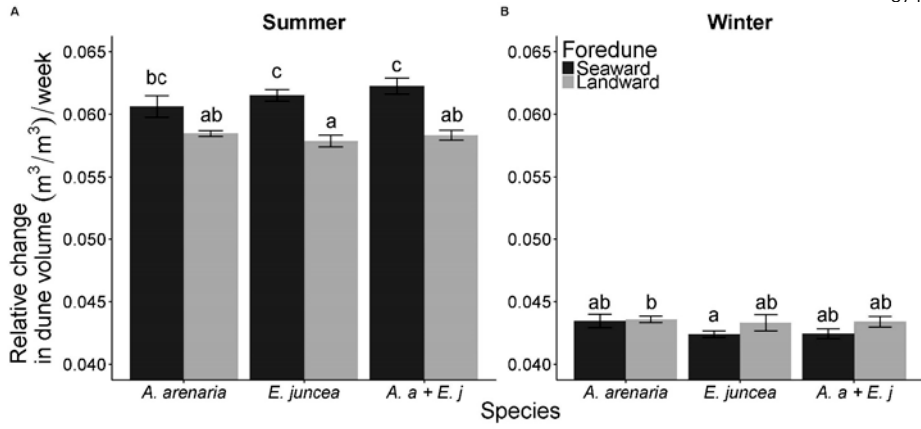 A
Summer
B
Winter
Relative change
in dune volume (m³/m³)/week
0.065
0.060
0.055
0.050
0.045
0.040
bc
ab
c
a
c
ab
A. arenaria
E. juncea
A. a + E. j
0.065
0.060
0.055
0.050
0.045
0.040
Foredune
Seaward
Landward
ab
b
a
ab
ab
ab
A. arenaria
E. juncea
A. a + E. j
Species